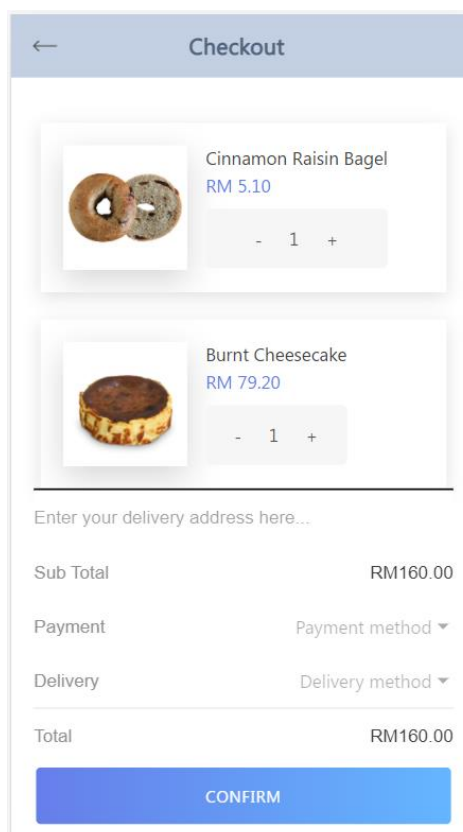 Checkout
Cinnamon Raisin Bagel
RM 5.10
- 1 +
Burnt Cheesecake
RM 79.20
- 1 +
Enter your delivery address here...
Sub Total RM160.00
Payment Payment method
Delivery Delivery method
Total RM160.00
CONFIRM